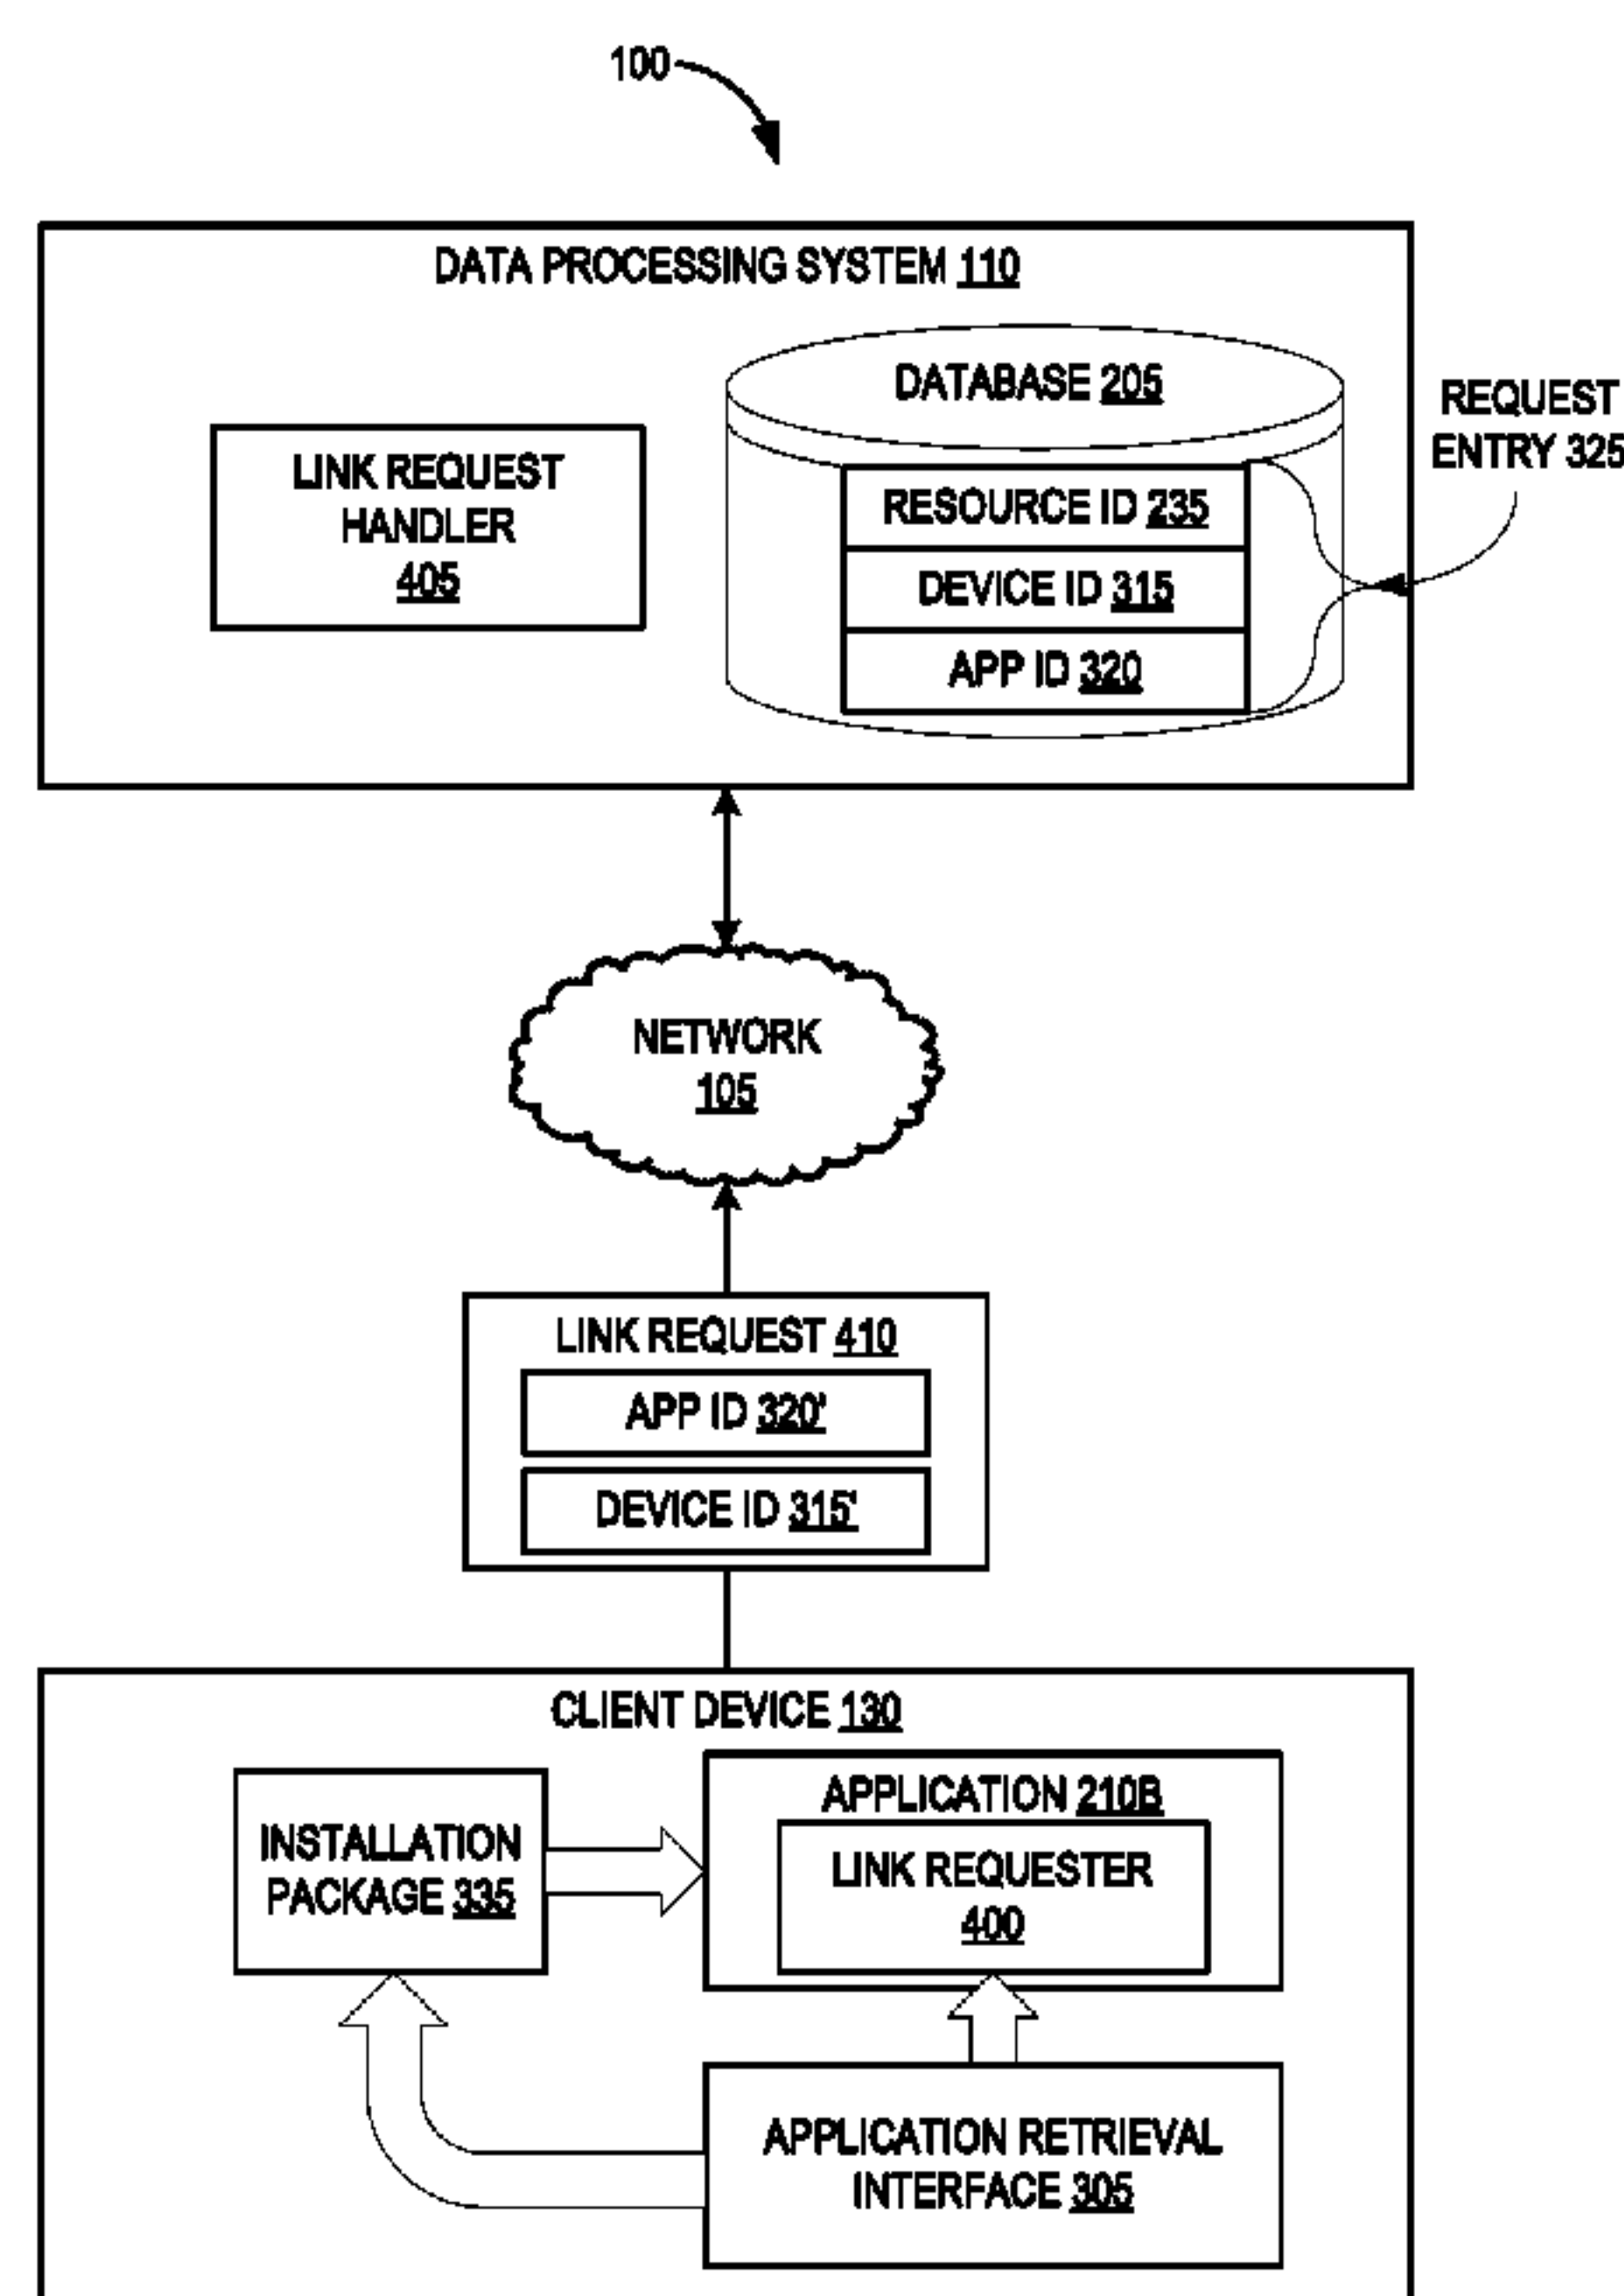 100
DATA PROCESSING SYSTEM 110
DATABASE 205
REQUEST
ENTRY 325
LINK REQUEST
HANDLER
405
RESOURCE ID 235
DEVICE ID 315
APP ID 320
NETWORK
105
LINK REQUEST 410
APP ID 320'
DEVICE ID 315'
CLIENT DEVICE 130
INSTALLATION
PACKAGE 335
APPLICATION 210B
LINK REQUESTER
400
APPLICATION RETRIEVAL
INTERFACE 305